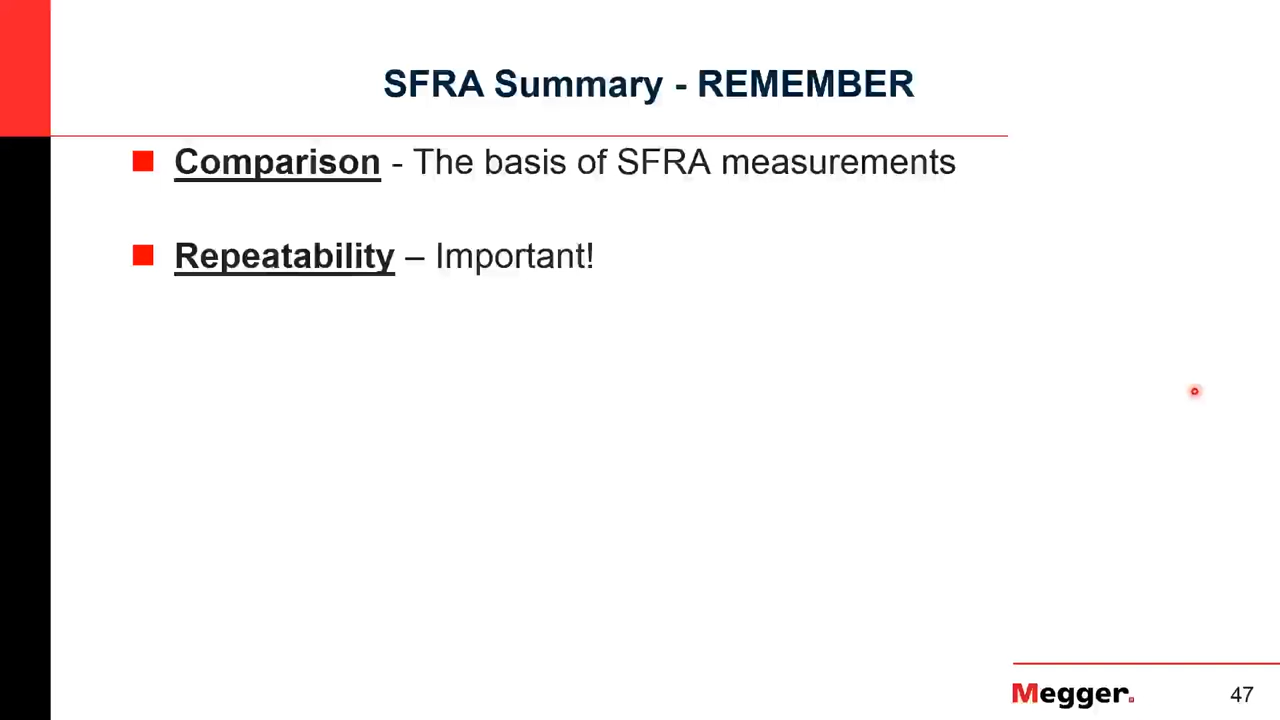 SFRA Summary - REMEMBER
Comparison - The basis of SFRA measurements
Repeatability – Important!
Megger.
47